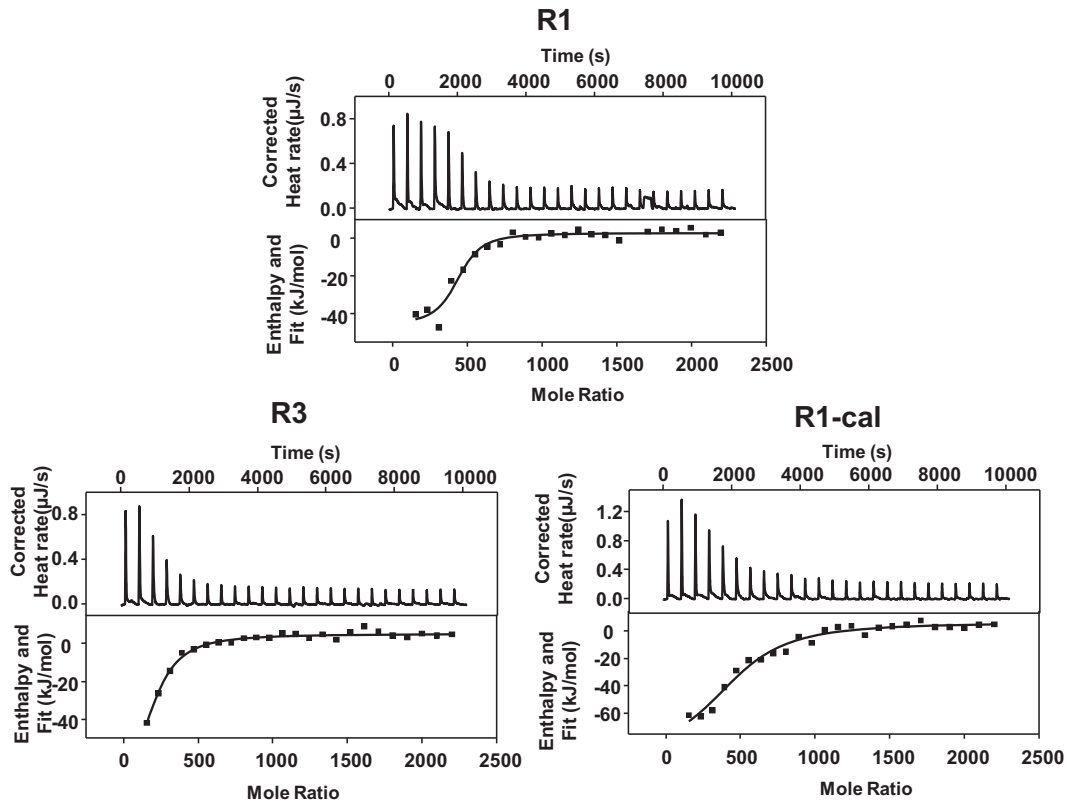 R1
Time (s)
0 2000 4000 6000 8000 10000
Corrected
Heat rate(µJ/s)
0.8
0.4
0.0
Enthalpy and
Fit (kJ/mol)
0
-20
-40
0 500 1000 1500 2000 2500
Mole Ratio
R3
Time (s)
0 2000 4000 6000 8000 10000
Corrected
Heat rate(µJ/s)
0.8
0.4
0.0
Enthalpy and
Fit (kJ/mol)
0
-20
-40
0 500 1000 1500 2000 2500
Mole Ratio
R1-cal
Time (s)
0 2000 4000 6000 8000 10000
Corrected
Heat rate(µJ/s)
1.2
0.8
0.4
0.0
Enthalpy and
Fit (kJ/mol)
0
-20
-40
-60
0 500 1000 1500 2000 2500
Mole Ratio